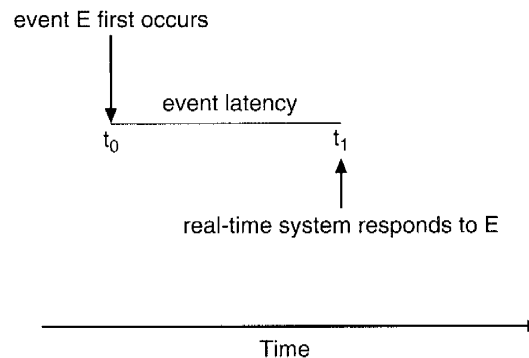 event E first occurs
event latency
t₀ t₁
real-time system responds to E
Time